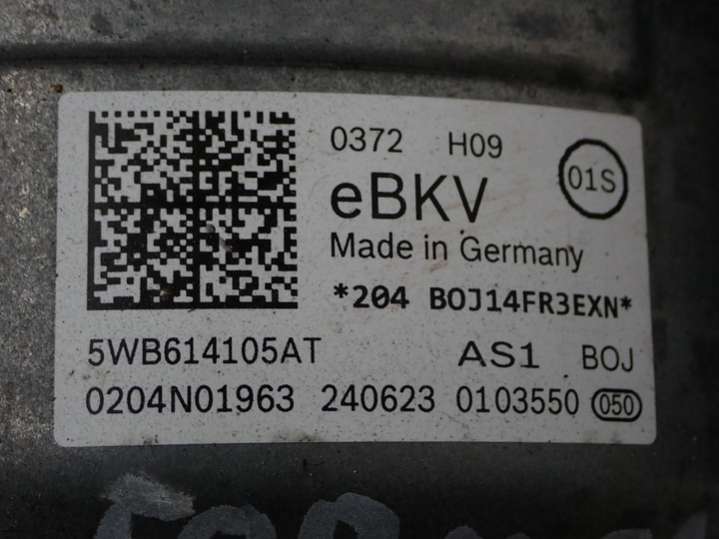 0372 H09
01S
eBKV
Made in Germany
*204 BOJ14FR3EXN*
5WB614105AT AS1 BOJ
0204N01963 240623 0103550 050